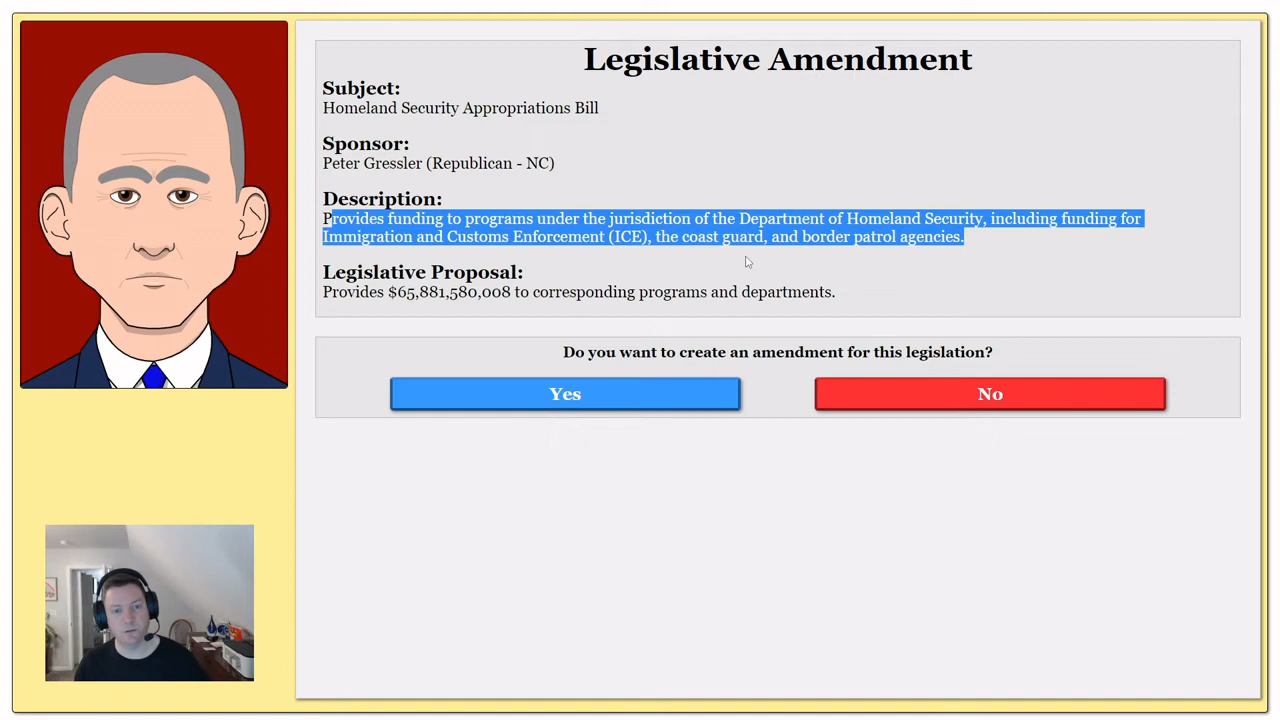 Legislative Amendment
Subject:
Homeland Security Appropriations Bill
Sponsor:
Peter Gressler (Republican - NC)
Description:
Provides funding to programs under the jurisdiction of the Department of Homeland Security, including funding for
Immigration and Customs Enforcement (ICE), the coast guard, and border patrol agencies.
Legislative Proposal:
Provides $65,881,580,008 to corresponding programs and departments.
Do you want to create an amendment for this legislation?
Yes
No